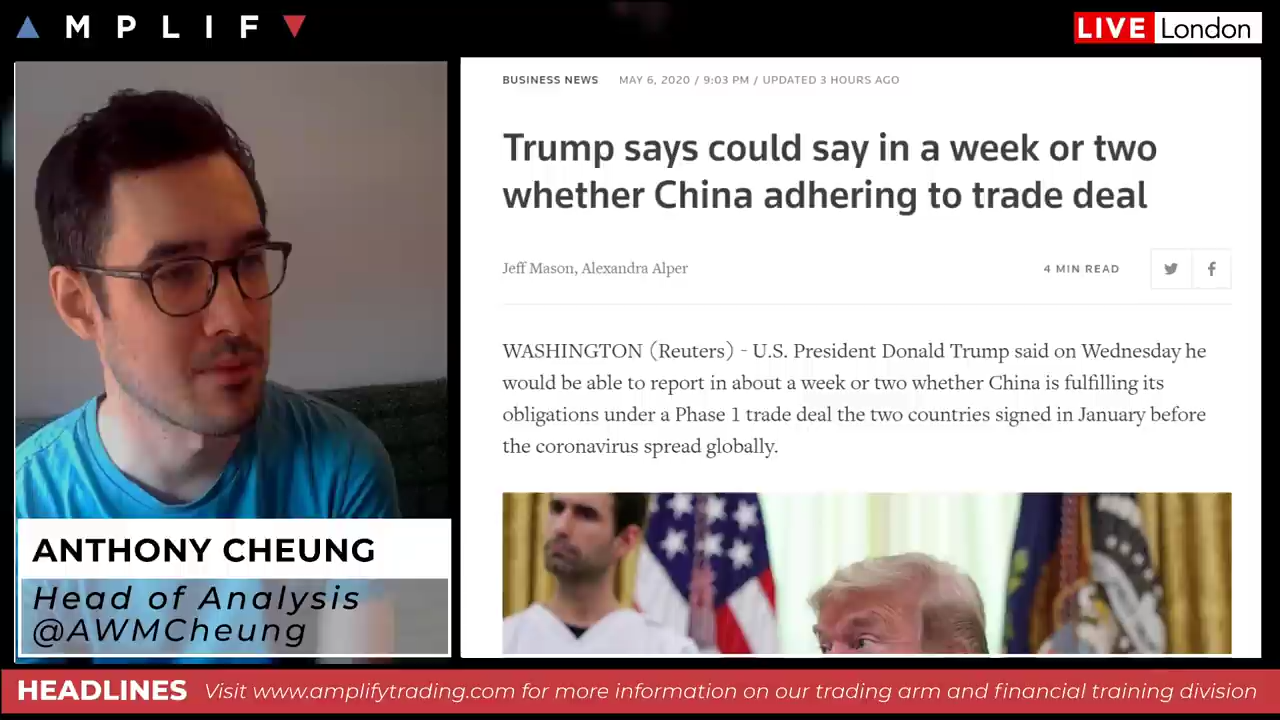 AMPLIFY
LIVE London
BUSINESS NEWS MAY 6, 2020 / 9:03 PM / UPDATED 3 HOURS AGO
Trump says could say in a week or two
whether China adhering to trade deal
Jeff Mason, Alexandra Alper
4 MIN READ
WASHINGTON (Reuters) - U.S. President Donald Trump said on Wednesday he
would be able to report in about a week or two whether China is fulfilling its
obligations under a Phase 1 trade deal the two countries signed in January before
the coronavirus spread globally.
ANTHONY CHEUNG
Head of Analysis
@AWMCheung
HEADLINES Visit www.amplifytrading.com for more information on our trading arm and financial training division